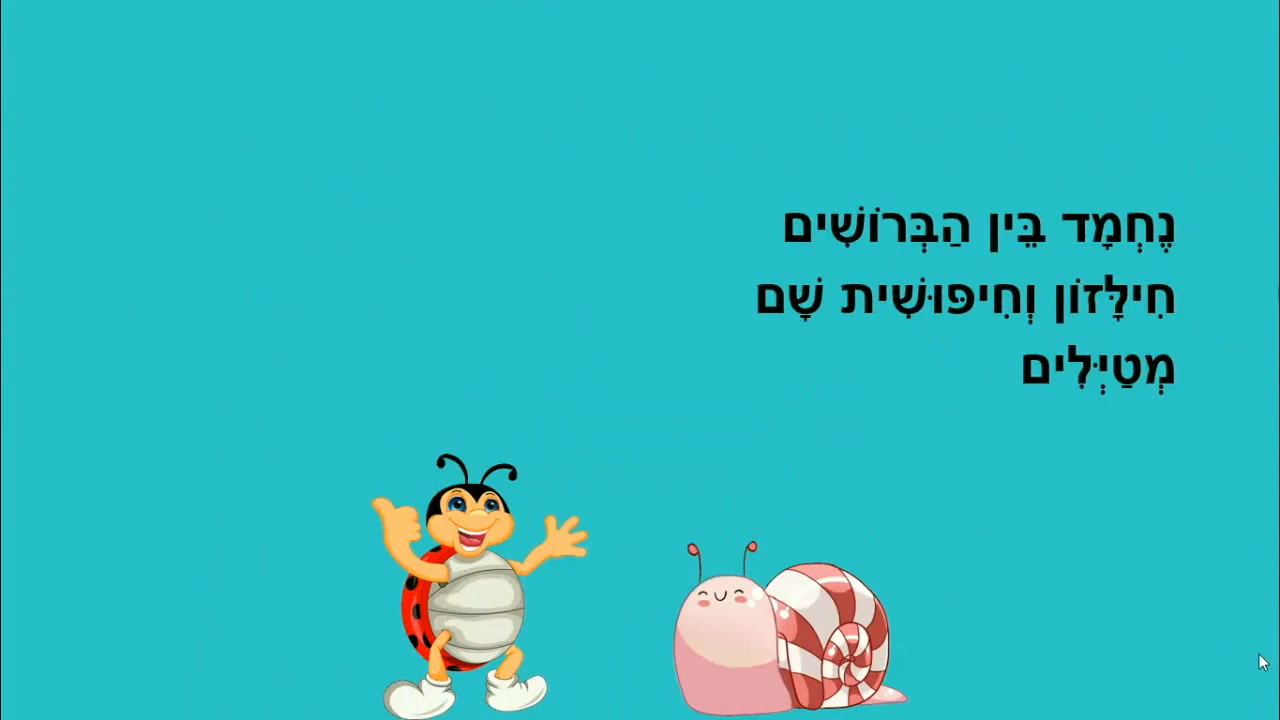 נֶחְמָד בֵּין הַבְּרוֹשִׁים
חִילָּזוֹן וְחִיפּוּשִׁית שָׁם
מְטַיְּלִים